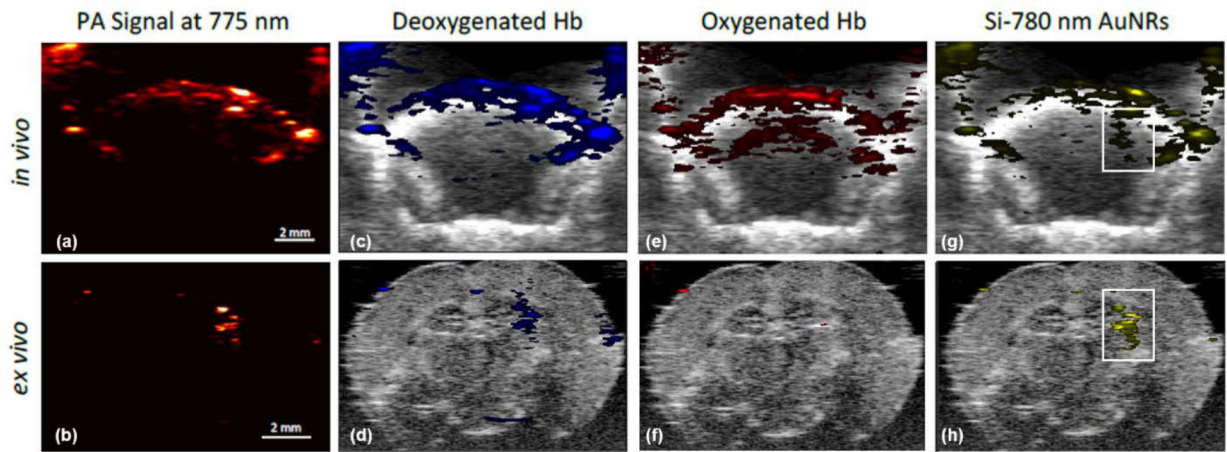 PA Signal at 775 nm
Deoxygenated Hb
Oxygenated Hb
Si-780 nm AuNRs
in vivo
(a)
2 mm
(c)
(e)
(g)
ex vivo
(b)
2 mm
(d)
(f)
(h)